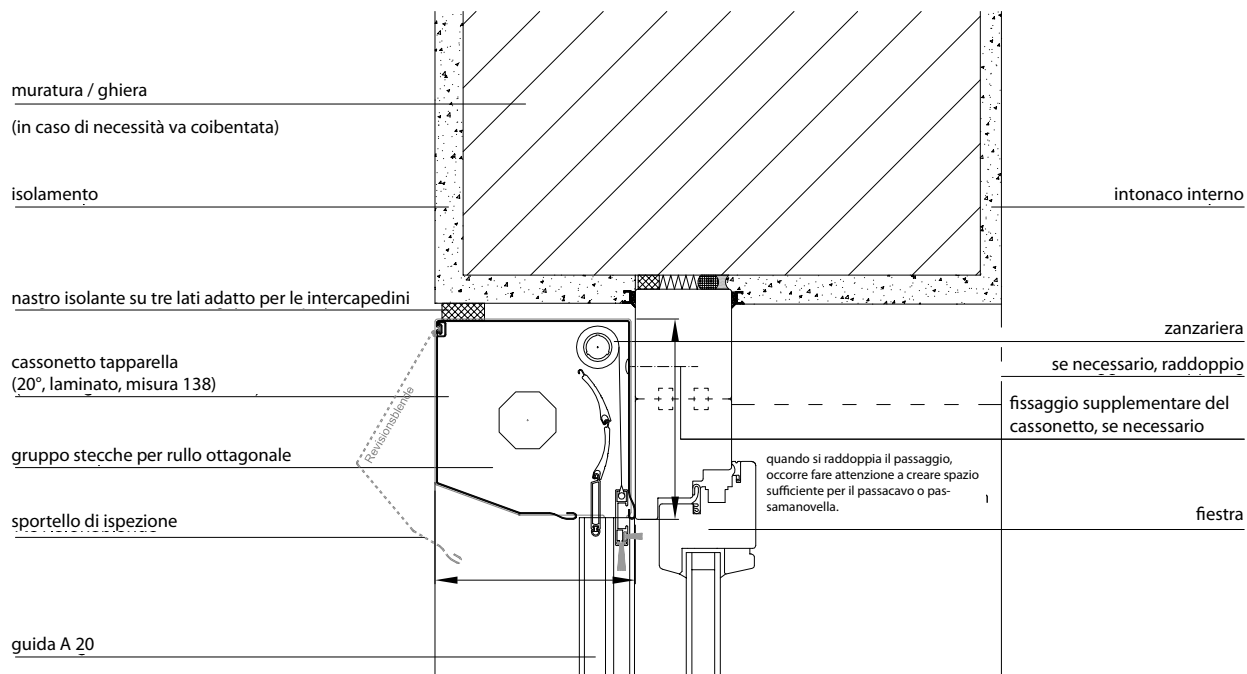 muratura / ghiera
(in caso di necessità va coibentata)
isolamento
nastro isolante su tre lati adatto per le intercapedini
cassonetto tapparella
(20°, laminato, misura 138)
gruppo stecche per rullo ottagonale
sportello di ispezione
guida A 20
Revisionsblende
intonaco interno
zanzariera
se necessario, raddoppio
fissaggio supplementare del
cassonetto, se necessario
quando si raddoppia il passaggio,
occorre fare attenzione a creare spazio
sufficiente per il passacavo o pas-
samanovella.
fiestra